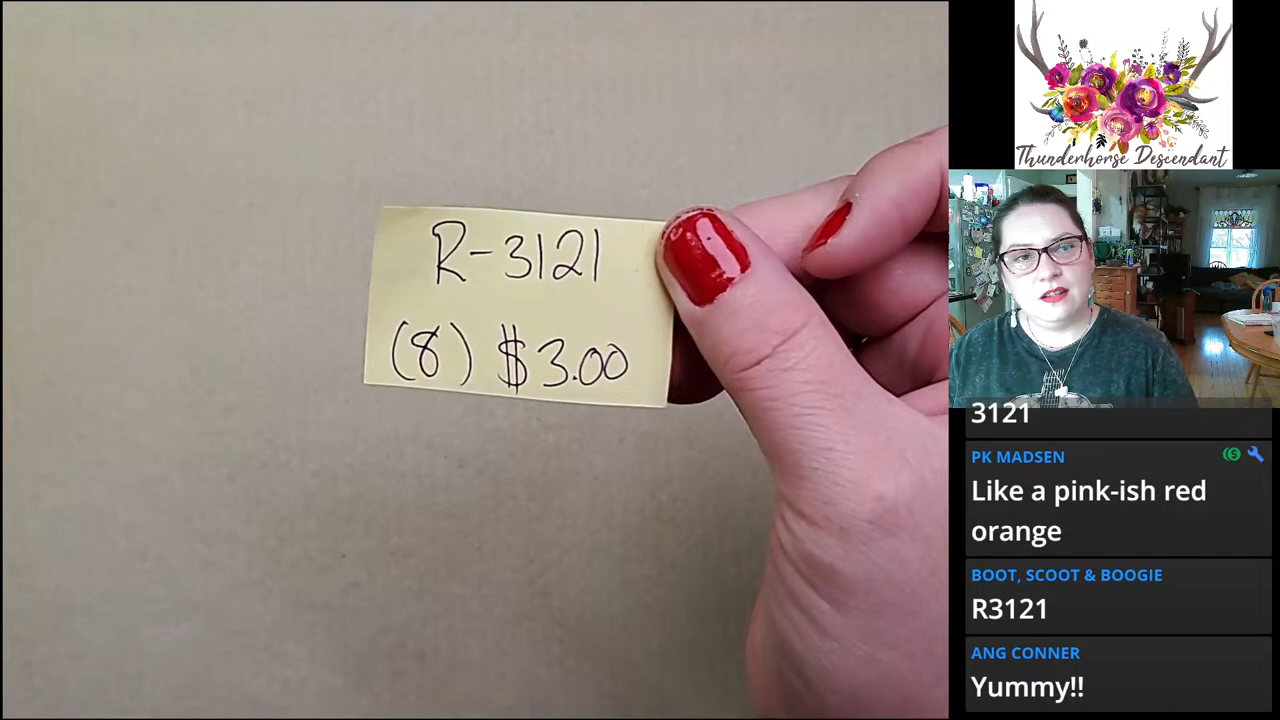 R-3121
(8) $3.00
Thunderhorse Descendant
3121
PK MADSEN
Like a pink-ish red
orange
BOOT, SCOOT & BOOGIE
R3121
ANG CONNER
Yummy!!